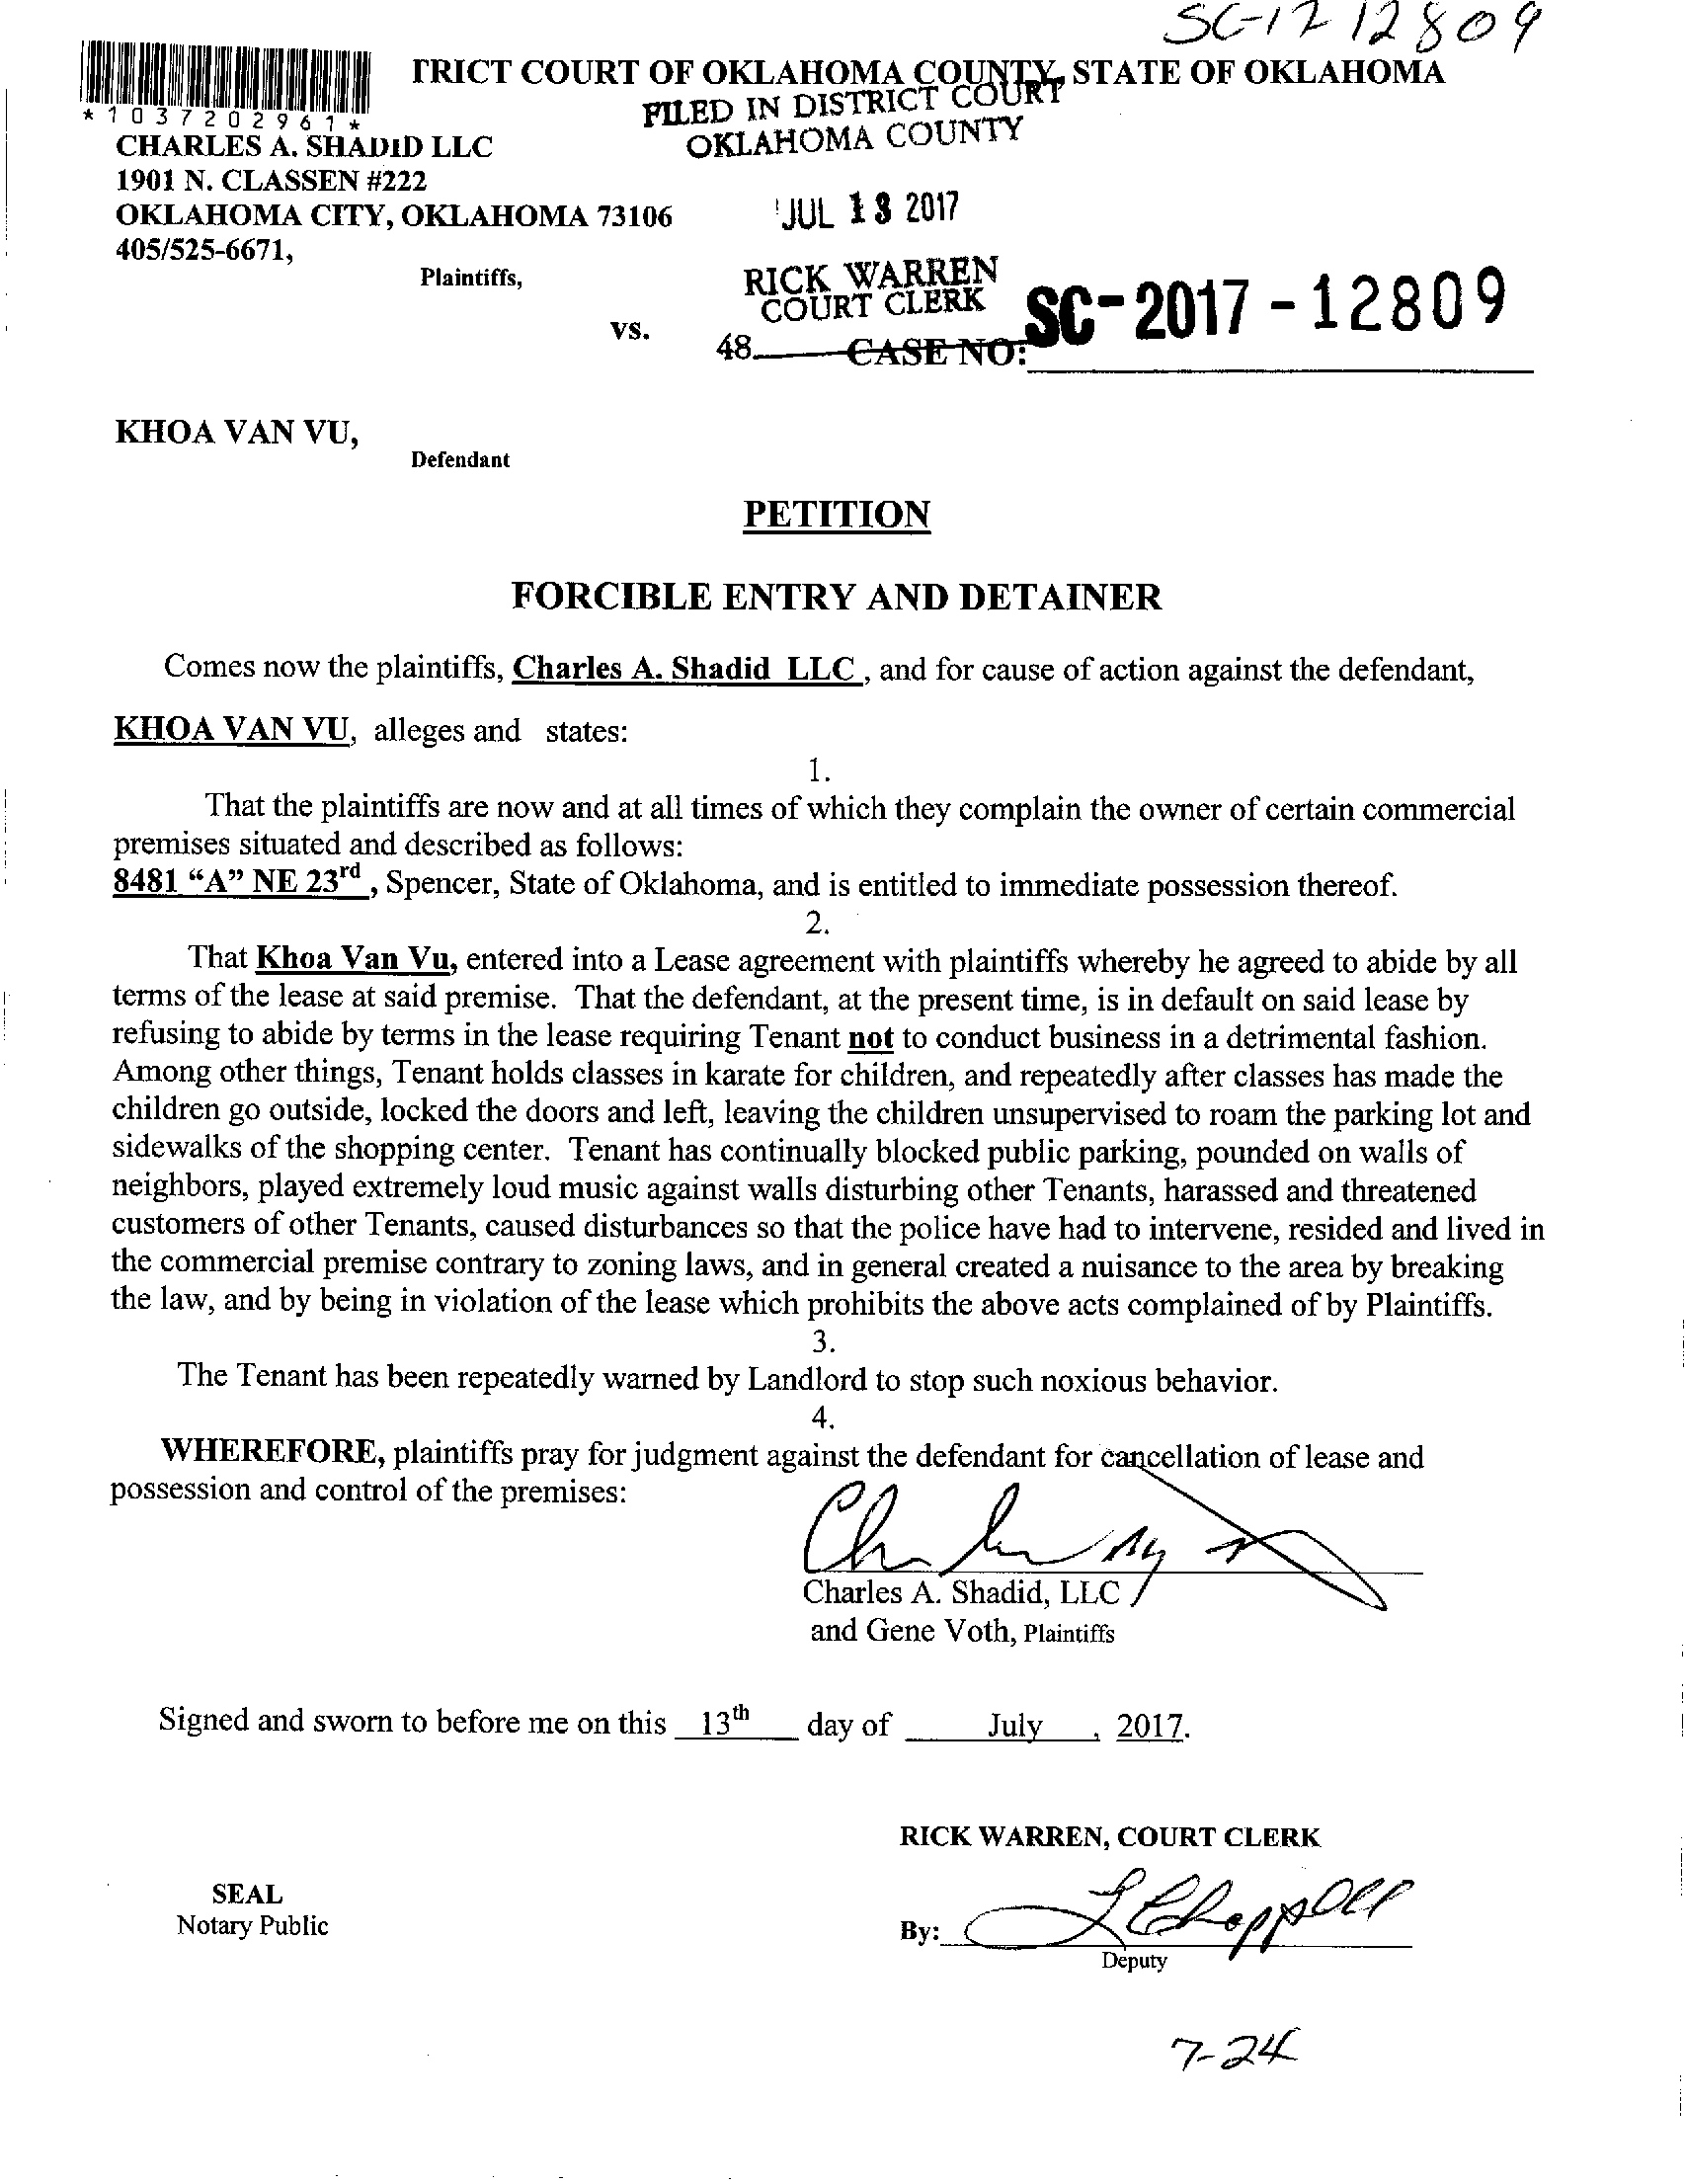 SC-17 12809
TRICT COURT OF OKLAHOMA COUNTY, STATE OF OKLAHOMA
*1037202961*
FILED IN DISTRICT COURT
OKLAHOMA COUNTY
CHARLES A. SHADID LLC
1901 N. CLASSEN #222
OKLAHOMA CITY, OKLAHOMA 73106
JUL 13 2017
405/525-6671,
Plaintiffs,
RICK WARREN
COURT CLERK
vs.
48
CASE NO: SC-2017-12809
KHOA VAN VU,
Defendant
PETITION
FORCIBLE ENTRY AND DETAINER
Comes now the plaintiffs, Charles A. Shadid LLC , and for cause of action against the defendant,
KHOA VAN VU, alleges and states:
1.
That the plaintiffs are now and at all times of which they complain the owner of certain commercial
premises situated and described as follows:
8481 “A” NE 23rd , Spencer, State of Oklahoma, and is entitled to immediate possession thereof.
2.
That Khoa Van Vu, entered into a Lease agreement with plaintiffs whereby he agreed to abide by all
terms of the lease at said premise. That the defendant, at the present time, is in default on said lease by
refusing to abide by terms in the lease requiring Tenant not to conduct business in a detrimental fashion.
Among other things, Tenant holds classes in karate for children, and repeatedly after classes has made the
children go outside, locked the doors and left, leaving the children unsupervised to roam the parking lot and
sidewalks of the shopping center. Tenant has continually blocked public parking, pounded on walls of
neighbors, played extremely loud music against walls disturbing other Tenants, harassed and threatened
customers of other Tenants, caused disturbances so that the police have had to intervene, resided and lived in
the commercial premise contrary to zoning laws, and in general created a nuisance to the area by breaking
the law, and by being in violation of the lease which prohibits the above acts complained of by Plaintiffs.
3.
The Tenant has been repeatedly warned by Landlord to stop such noxious behavior.
4.
WHEREFORE, plaintiffs pray for judgment against the defendant for cancellation of lease and
possession and control of the premises:
Charles A. Shadid, LLC
and Gene Voth, Plaintiffs
Signed and sworn to before me on this 13th day of July , 2017.
RICK WARREN, COURT CLERK
SEAL
Notary Public
By:
Deputy
7-24